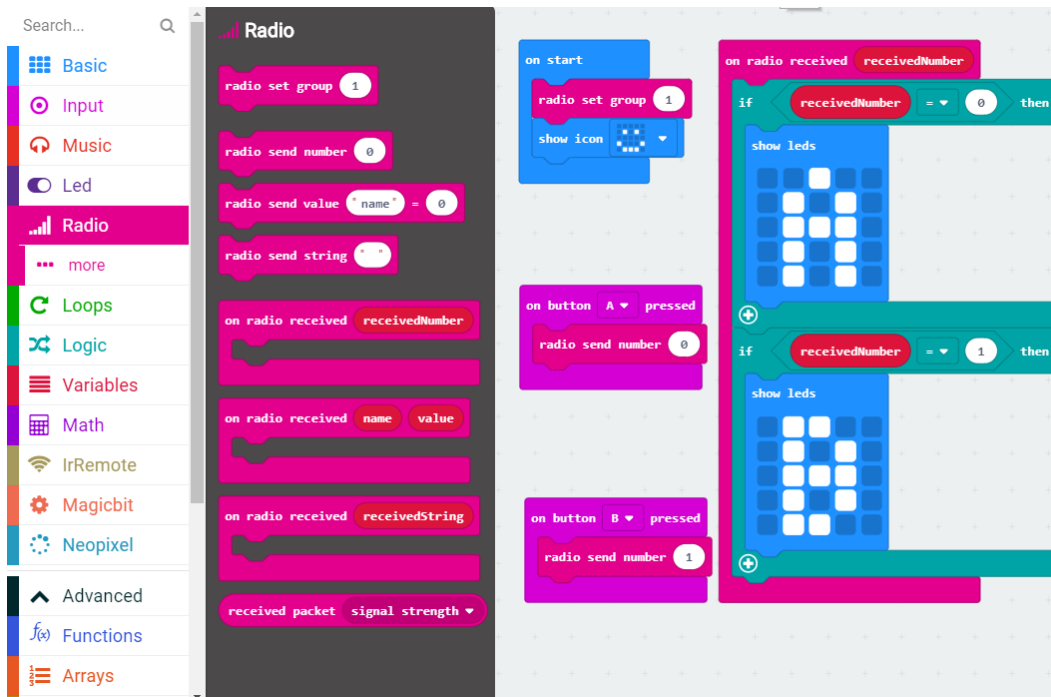 Search...
Basic
Input
Music
Led
Radio
more
Loops
Logic
Variables
Math
IrRemote
Magicbit
Neopixel
Advanced
f(x) Functions
Arrays
Radio
radio set group 1
radio send number 0
radio send value "name" = 0
radio send string " "
on radio received receivedNumber
on radio received name value
on radio received receivedString
received packet signal strength
on start
radio set group 1
show icon
on button A pressed
radio send number 0
on button B pressed
radio send number 1
on radio received receivedNumber
if receivedNumber = 0 then
show leds
if receivedNumber = 1 then
show leds